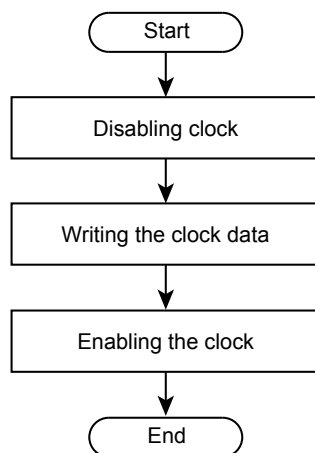 Start
Disabling clock
Writing the clock data
Enabling the clock
End